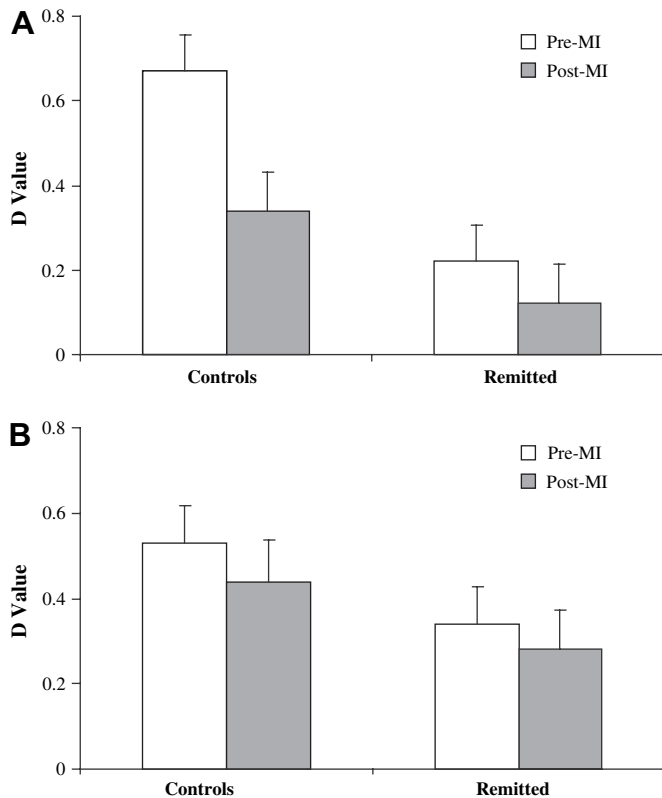 A
0.8
Pre-MI
Post-MI
0.6
D Value
0.4
0.2
0
Controls Remitted
B
0.8
Pre-MI
Post-MI
0.6
D Value
0.4
0.2
0
Controls Remitted